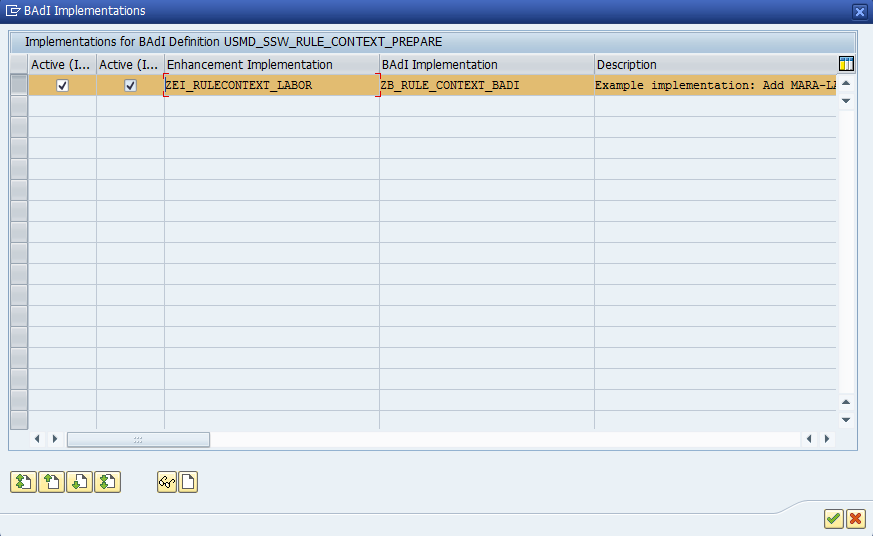 BAdI Implementations
Implementations for BAdI Definition USMD_SSW_RULE_CONTEXT_PREPARE
Active (I... Active (I... Enhancement Implementation BAdI Implementation Description
ZEI_RULECONTEXT_LABOR ZB_RULE_CONTEXT_BADI Example implementation: Add MARA-LA